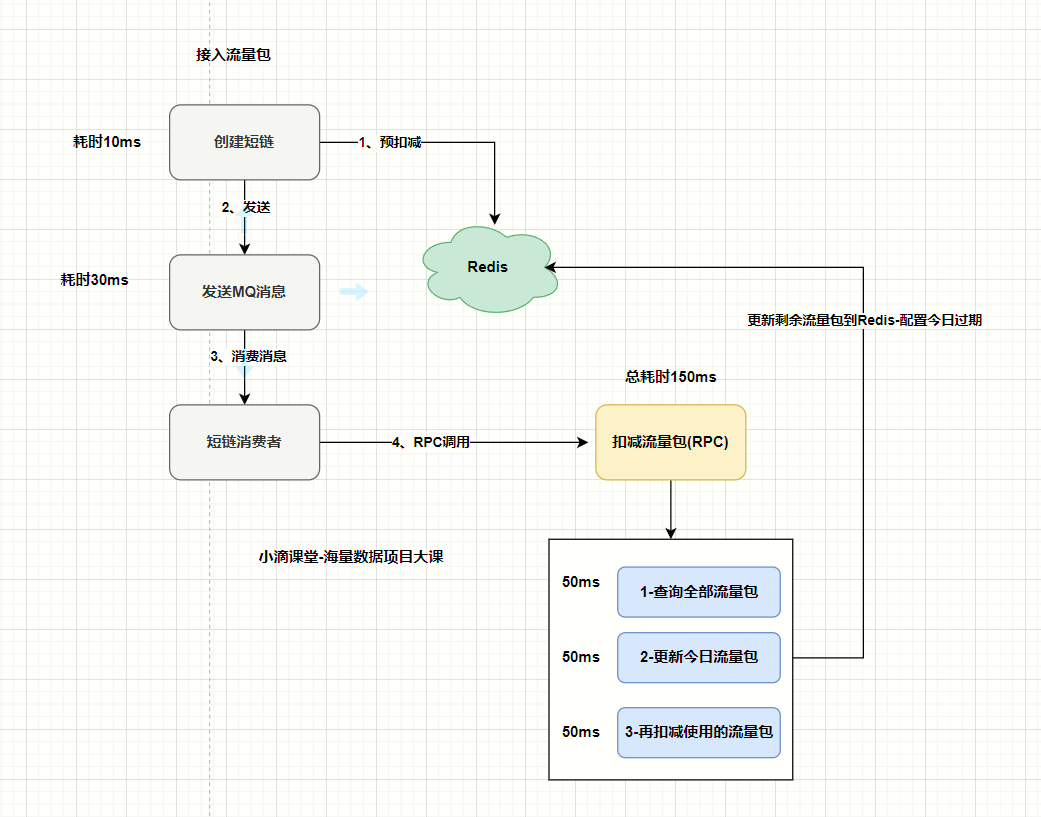 接入流量包
耗时10ms
创建短链
1、预扣减
2、发送
Redis
耗时30ms
发送MQ消息
更新剩余流量包到Redis-配置今日过期
3、消费消息
总耗时150ms
短链消费者
4、RPC调用
扣减流量包(RPC)
小滴课堂-海量数据项目大课
50ms
1-查询全部流量包
50ms
2-更新今日流量包
50ms
3-再扣减使用的流量包